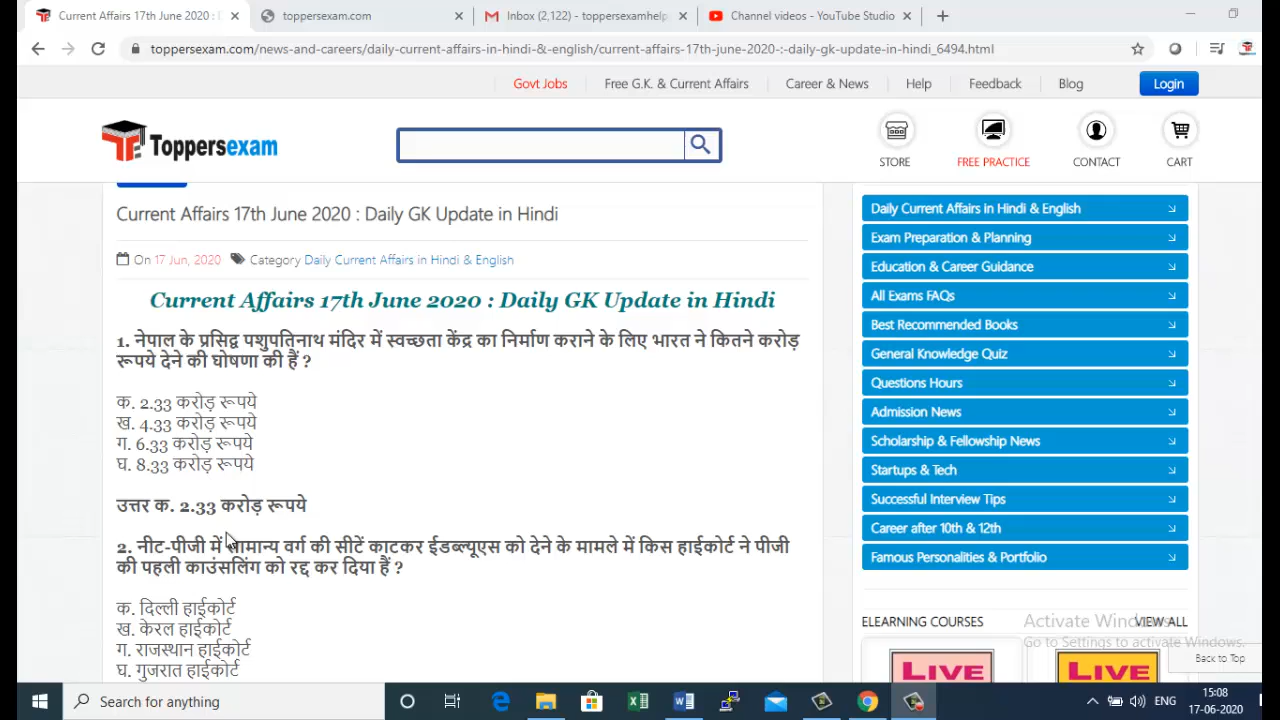 Current Affairs 17th June 2020 : D
toppersexam.com
Inbox (2,122) - toppersexamhelp
Channel videos - YouTube Studio
toppersexam.com/news-and-careers/daily-current-affairs-in-hindi-&-english/current-affairs-17th-june-2020-:-daily-gk-update-in-hindi_6494.html
Govt Jobs
Free G.K. & Current Affairs
Career & News
Help
Feedback
Blog
Login
Toppersexam
STORE
FREE PRACTICE
CONTACT
CART
Current Affairs 17th June 2020 : Daily GK Update in Hindi
On 17 Jun, 2020 Category Daily Current Affairs in Hindi & English
Current Affairs 17th June 2020 : Daily GK Update in Hindi
1. नेपाल के प्रसिद्व पशुपतिनाथ मंदिर में स्वच्छता केंद्र का निर्माण कराने के लिए भारत ने कितने करोड़
रूपये देने की घोषणा की हैं ?
क. 2.33 करोड़ रूपये
ख. 4.33 करोड़ रूपये
ग. 6.33 करोड़ रूपये
घ. 8.33 करोड़ रूपये
उत्तर क. 2.33 करोड़ रूपये
2. नीट-पीजी में सामान्य वर्ग की सीटें काटकर ईडब्ल्यूएस को देने के मामले में किस हाईकोर्ट ने पीजी
की पहली काउंसलिंग को रद्द कर दिया हैं ?
क. दिल्ली हाईकोर्ट
ख. केरल हाईकोर्ट
ग. राजस्थान हाईकोर्ट
घ. गुजरात हाईकोर्ट
Daily Current Affairs in Hindi & English
Exam Preparation & Planning
Education & Career Guidance
All Exams FAQs
Best Recommended Books
General Knowledge Quiz
Questions Hours
Admission News
Scholarship & Fellowship News
Startups & Tech
Successful Interview Tips
Career after 10th & 12th
Famous Personalities & Portfolio
ELEARNING COURSES
VIEW ALL
Activate Windows
Go to Settings to activate Windows.
LIVE
LIVE
Back to Top
Search for anything
ENG
15:08
17-06-2020